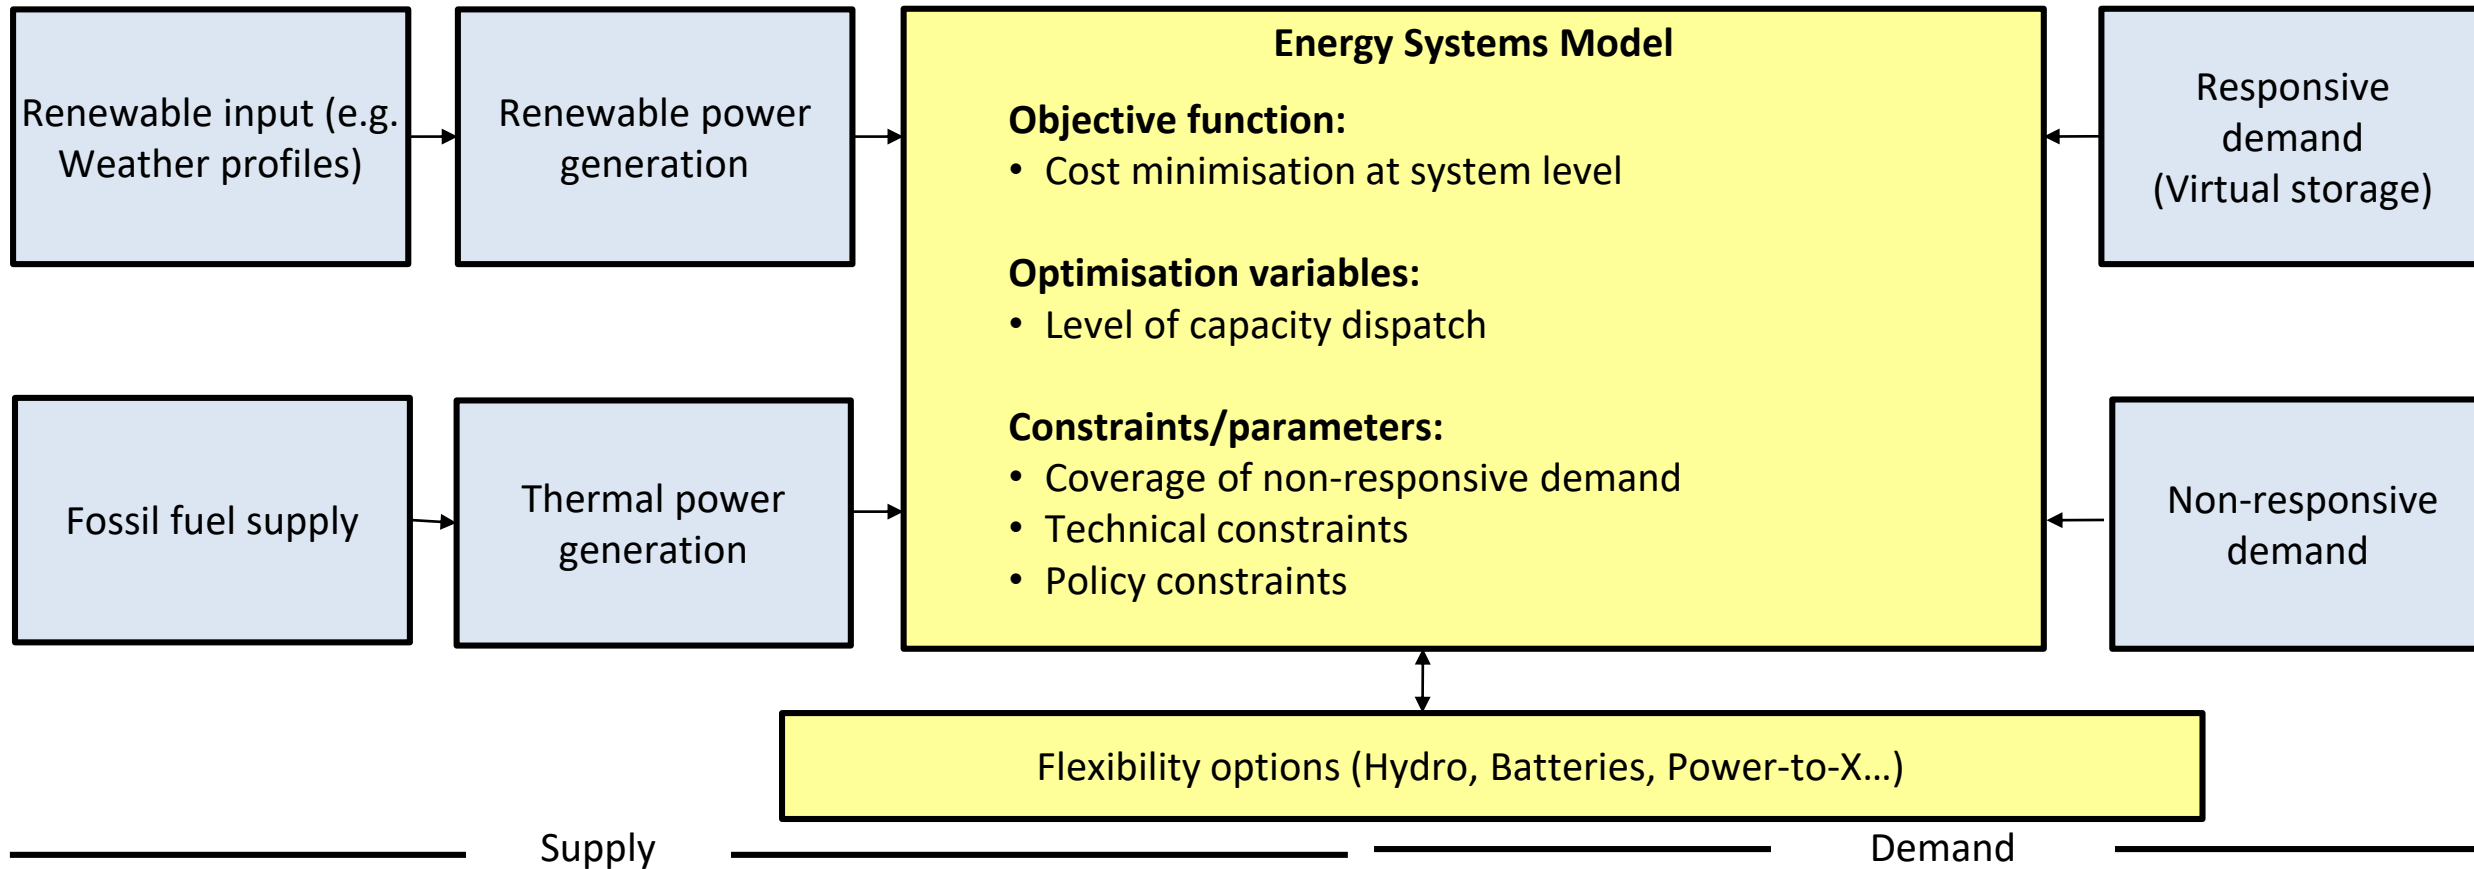 Renewable input (e.g.
Weather profiles)
Renewable power
generation
Energy Systems Model
Objective function:
• Cost minimisation at system level
Optimisation variables:
• Level of capacity dispatch
Constraints/parameters:
• Coverage of non-responsive demand
• Technical constraints
• Policy constraints
Responsive
demand
(Virtual storage)
Fossil fuel supply
Thermal power
generation
Non-responsive
demand
Flexibility options (Hydro, Batteries, Power-to-X…)
Supply
Demand